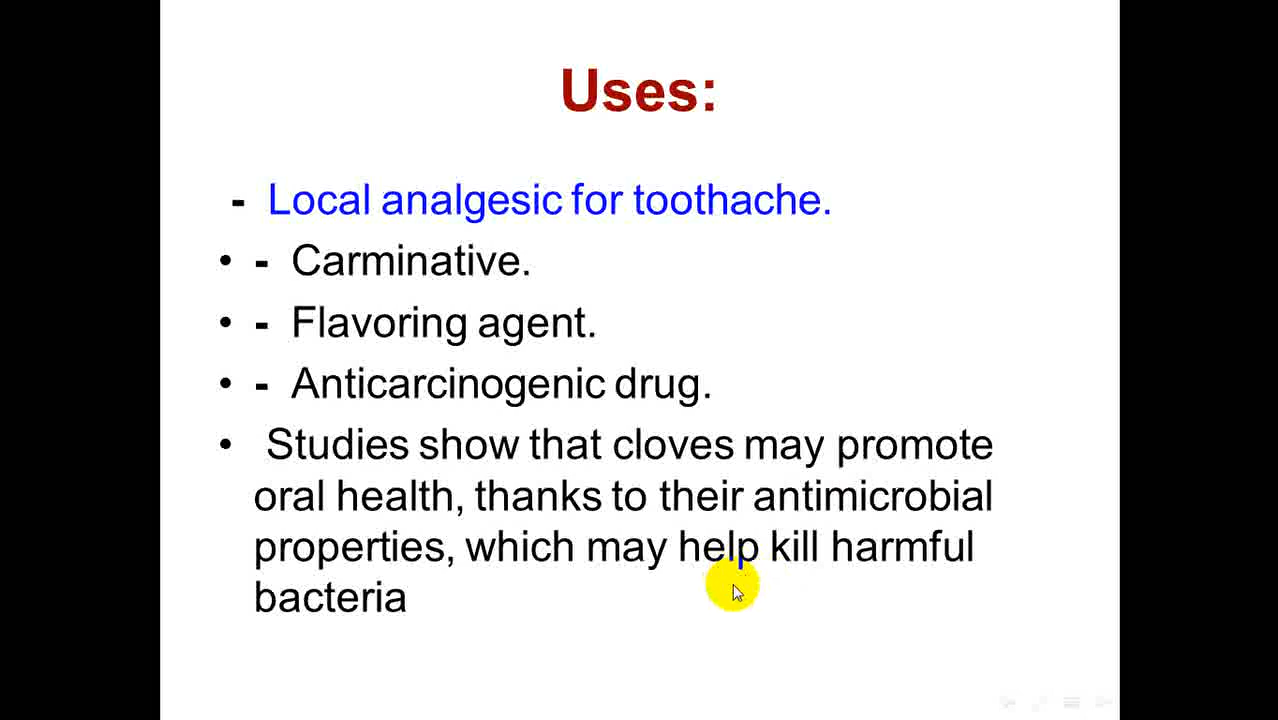 Uses:
- Local analgesic for toothache.
• - Carminative.
• - Flavoring agent.
• - Anticarcinogenic drug.
• Studies show that cloves may promote
oral health, thanks to their antimicrobial
properties, which may help kill harmful
bacteria